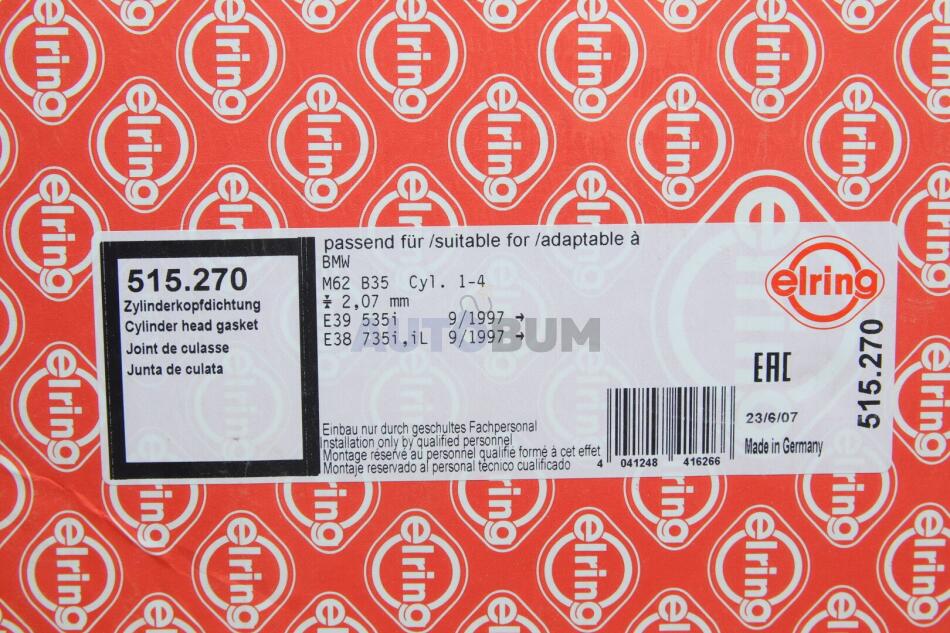 515.270
Zylinderkopfdichtung
Cylinder head gasket
Joint de culasse
Junta de culata
passend für /suitable for /adaptable à
BMW
M62 B35 Cyl. 1-4
2,07 mm
E39 535i 9/1997 →
E38 735i,iL 9/1997 →
AUTOBUM
Einbau nur durch geschultes Fachpersonal
Installation only by qualified personnel
Montage réservé au personnel qualifié formé à cet effet
Montaje reservado al personal técnico cualificado
4 041248 416266
elring
EAC
23/6/07
Made in Germany
515.270